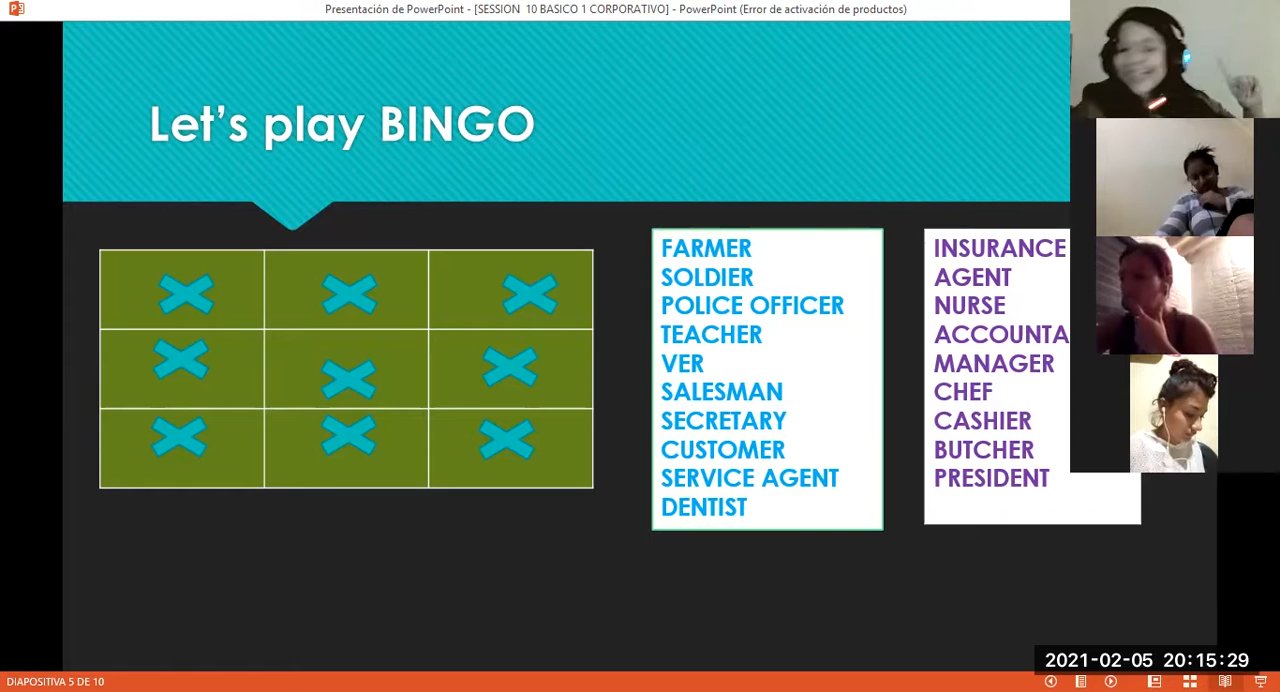 Presentación de PowerPoint - [SESSION 10 BASICO 1 CORPORATIVO] - PowerPoint (Error de activación de productos)
Let's play BINGO
FARMER
SOLDIER
POLICE OFFICER
TEACHER
VER
SALESMAN
SECRETARY
CUSTOMER
SERVICE AGENT
DENTIST
INSURANCE
AGENT
NURSE
ACCOUNTA
MANAGER
CHEF
CASHIER
BUTCHER
PRESIDENT
2021-02-05 20:15:29
DIAPOSITIVA 5 DE 10